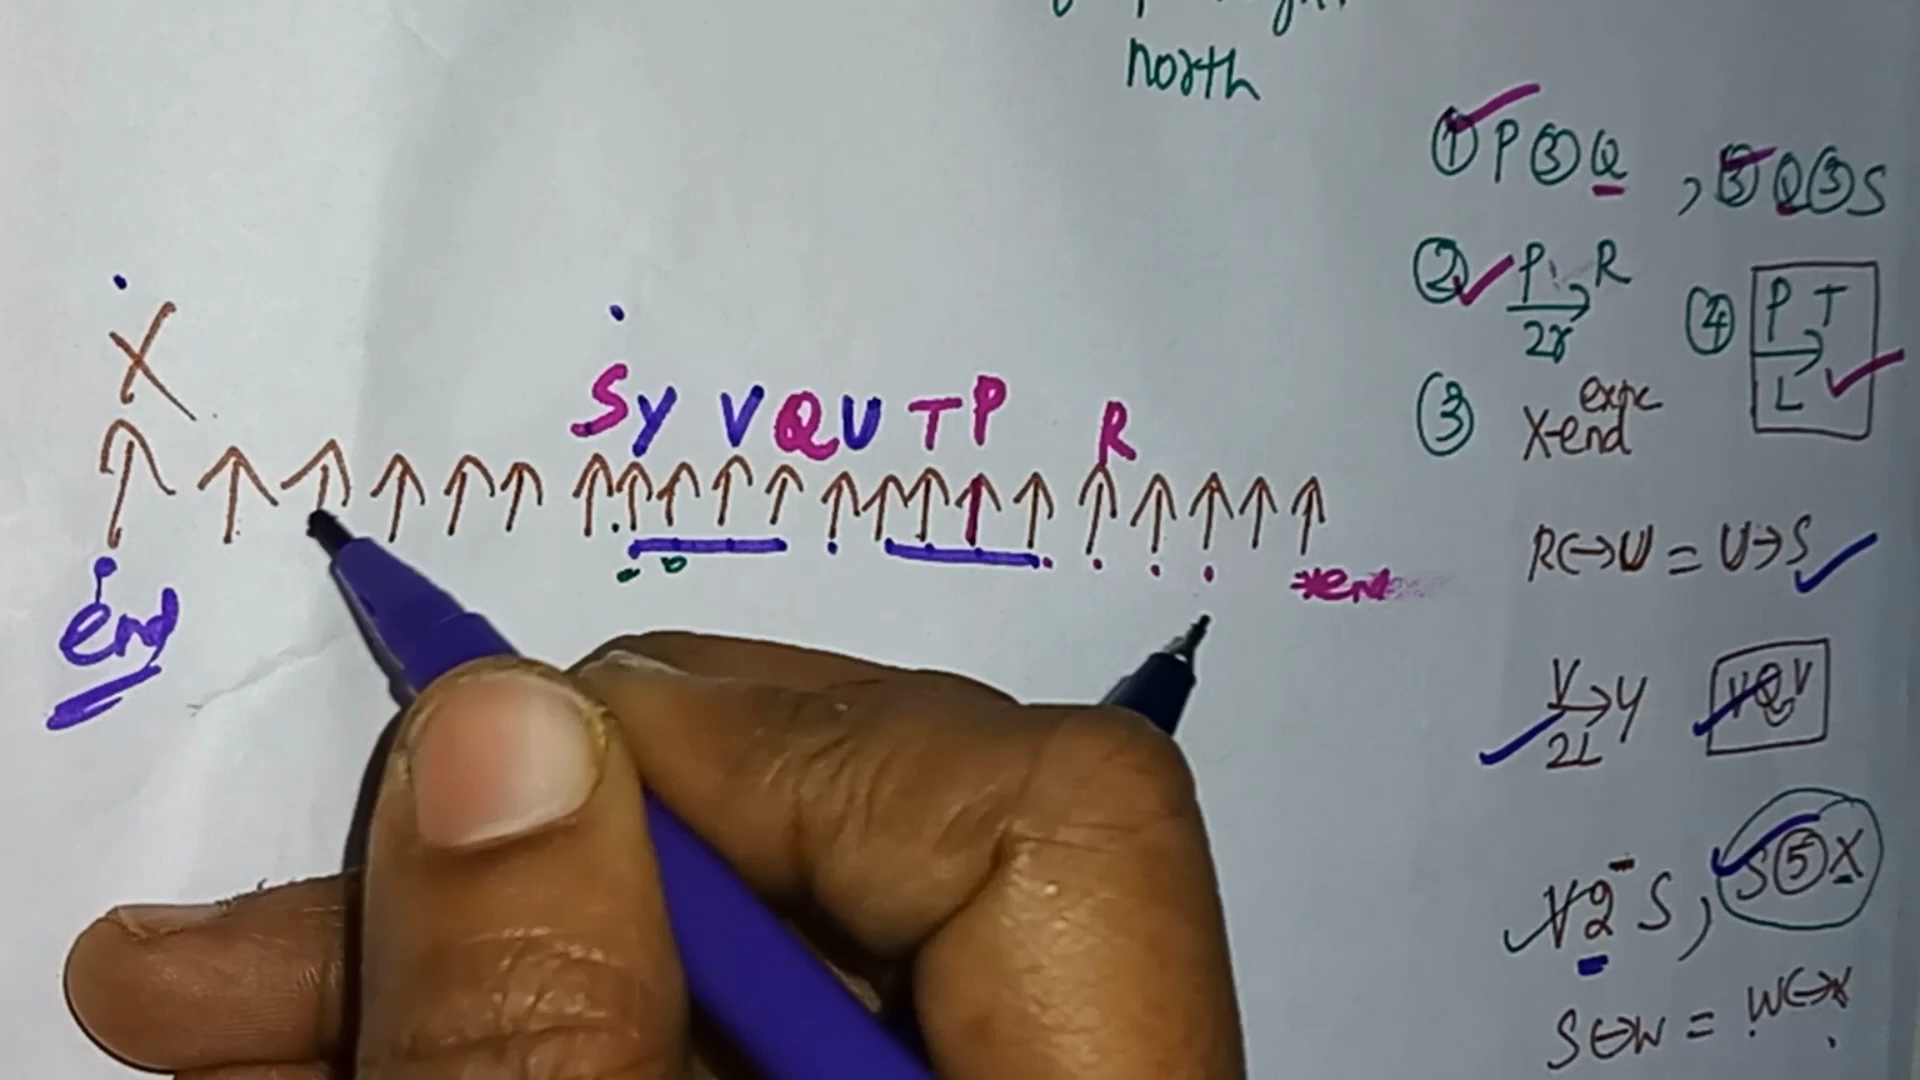 north
① P ③ Q , ③ Q ③ S
② P → R
2r
④ P T
→
L
③ X-end
X
S Y V Q U T P R
end
end
R↔U = U→S
V→Y
2L
V 2 S , S ⑤ X
S↔W = W↔X